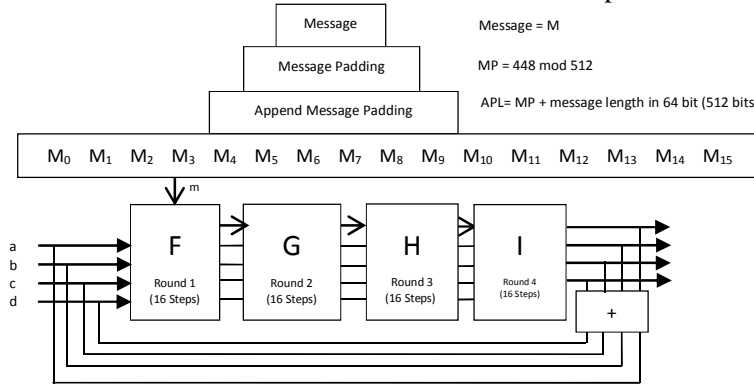 Message
Message = M
Message Padding
MP = 448 mod 512
Append Message Padding
APL= MP + message length in 64 bit (512 bits
M₀ M₁ M₂ M₃ M₄ M₅ M₆ M₇ M₈ M₉ M₁₀ M₁₁ M₁₂ M₁₃ M₁₄ M₁₅
m
a
b
c
d
F
Round 1
(16 Steps)
G
Round 2
(16 Steps)
H
Round 3
(16 Steps)
I
Round 4
(16 Steps)
+